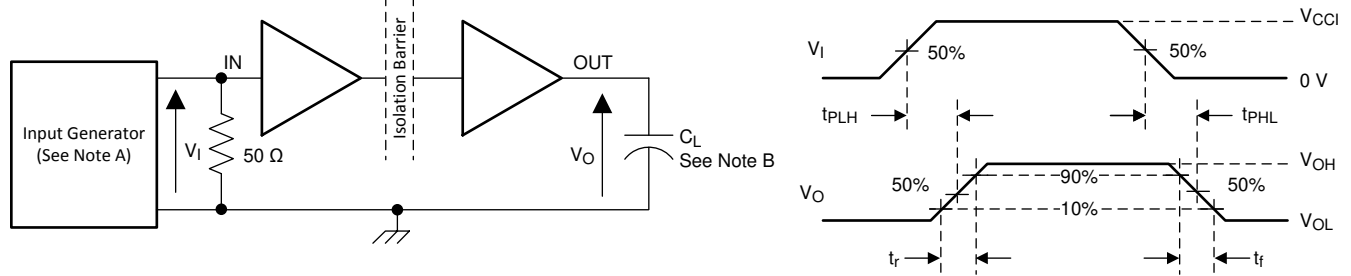 Input Generator
(See Note A)
V_I
IN
50 Ω
Isolation Barrier
OUT
V_O
C_L
See Note B
V_I
50%
50%
V_CCI
0 V
t_PLH
t_PHL
V_O
50%
90%
50%
10%
V_OH
V_OL
t_r
t_f